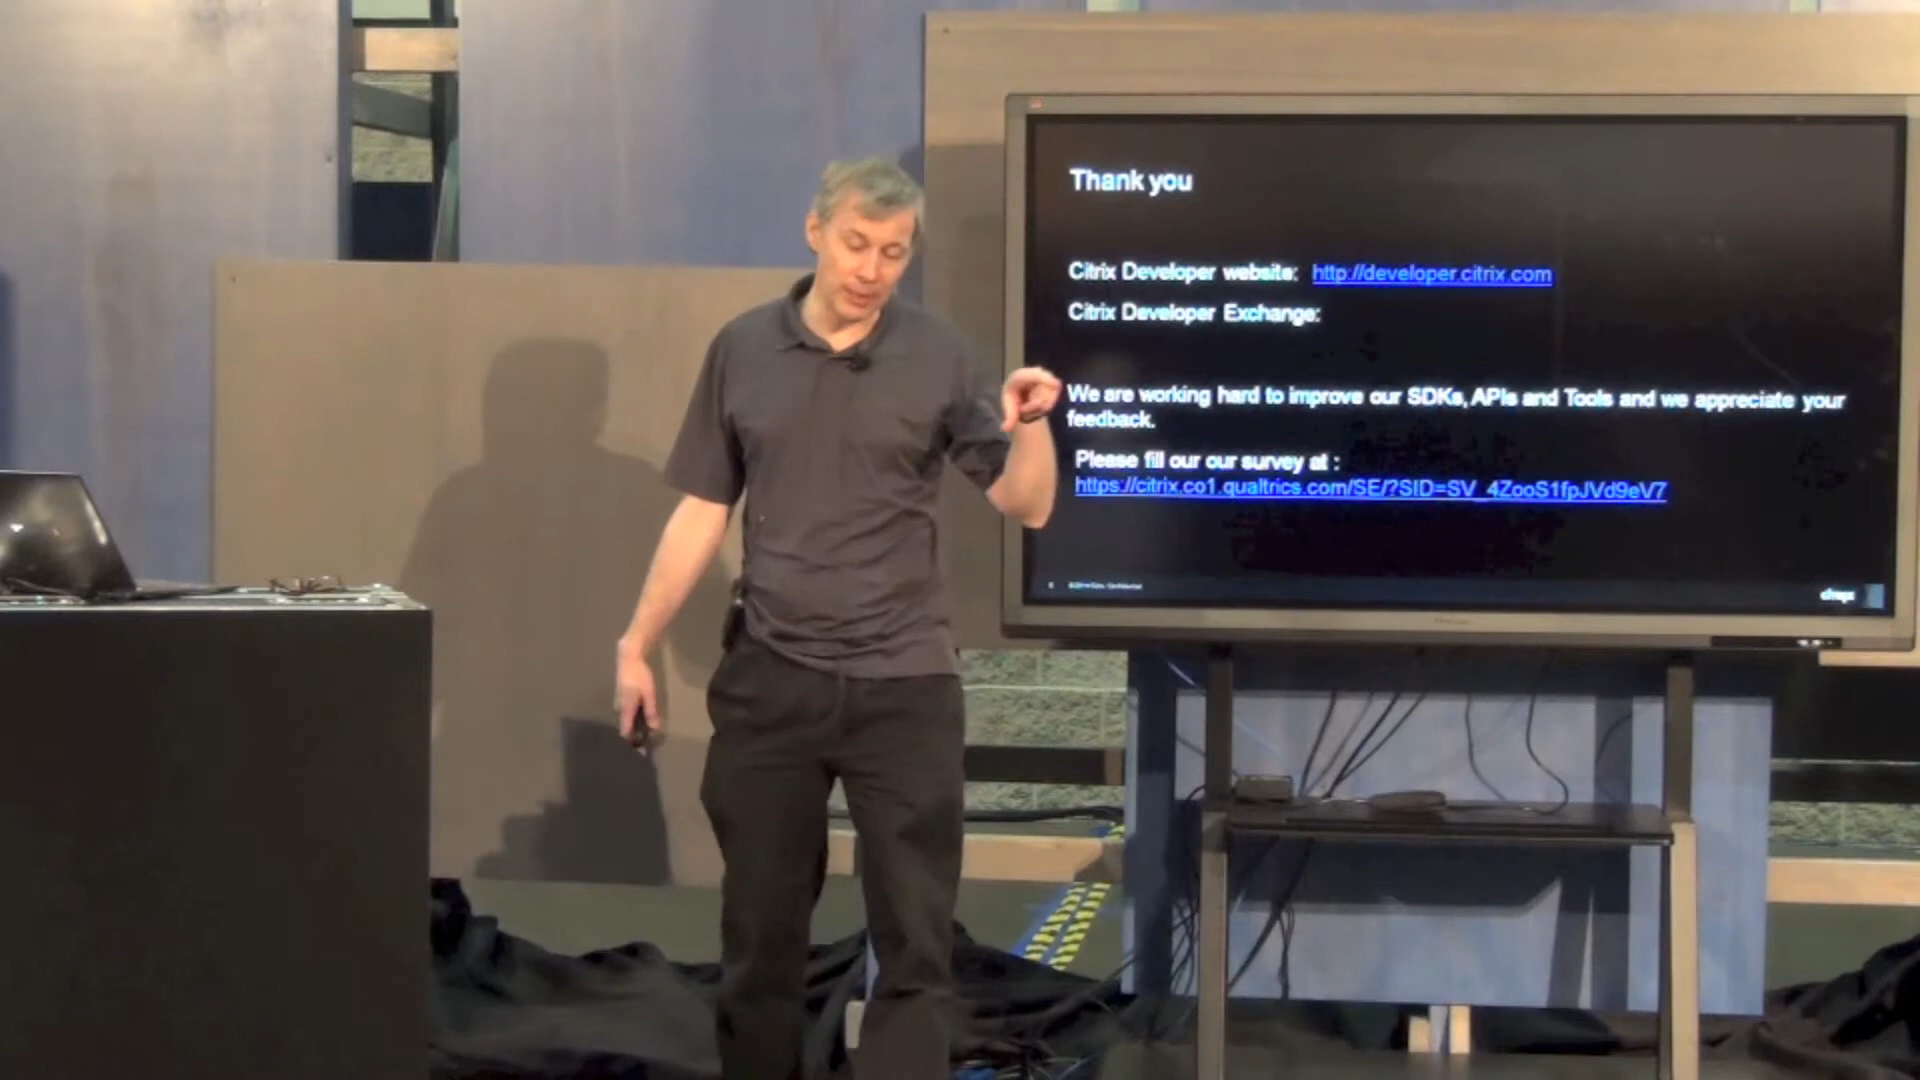 Thank you
Citrix Developer website: http://developer.citrix.com
Citrix Developer Exchange:
We are working hard to improve our SDKs, APIs and Tools and we appreciate your
feedback.
Please fill our our survey at :
https://citrix.co1.qualtrics.com/SE/?SID=SV_4ZooS1fpJVd9eV7
citrix